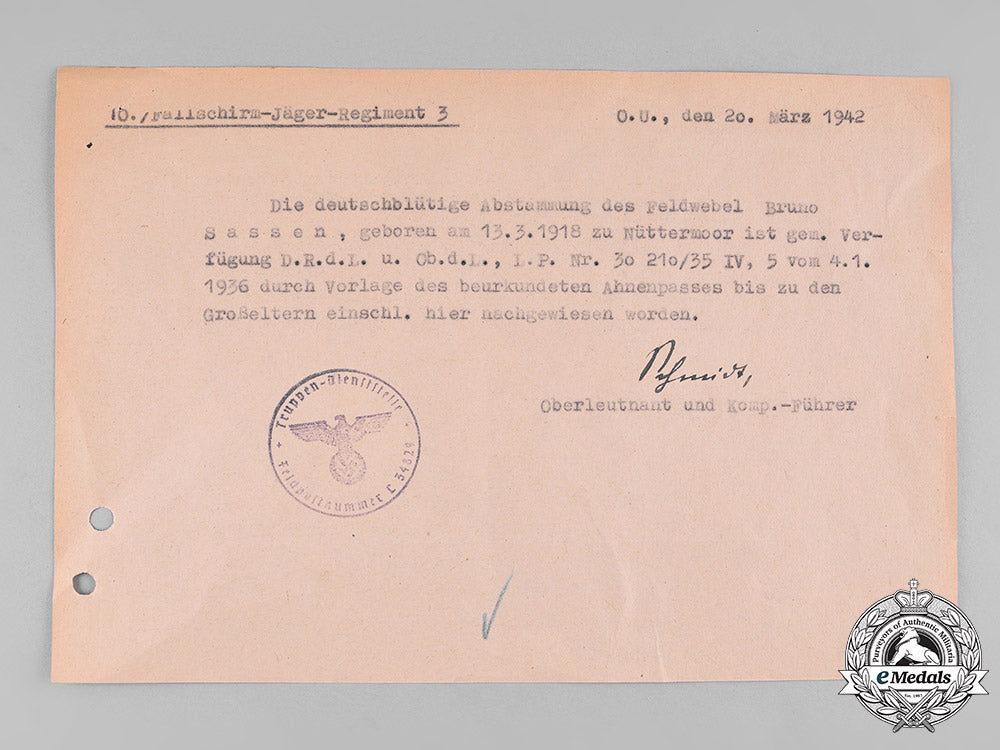 10./Fallschirm-Jäger-Regiment 3
O.U., den 20. März 1942
Die deutschblütige Abstammung des Feldwebel Bruno
S a s s e n , geboren am 13.3.1918 zu Nüttermoor ist gem. Ver-
fügung D.R.d.L. u. Ob.d.L., L.P. Nr. 3o 21o/35 IV, 5 vom 4.1.
1936 durch Vorlage des beurkundeten Ahnenpasses bis zu den
Großeltern einschl. hier nachgewiesen worden.
Schmidt,
Oberleutnant und Komp.-Führer
Truppen-Dienststelle
Feldpostnummer L 34829
Purveyors of Authentic Militaria
eMedals